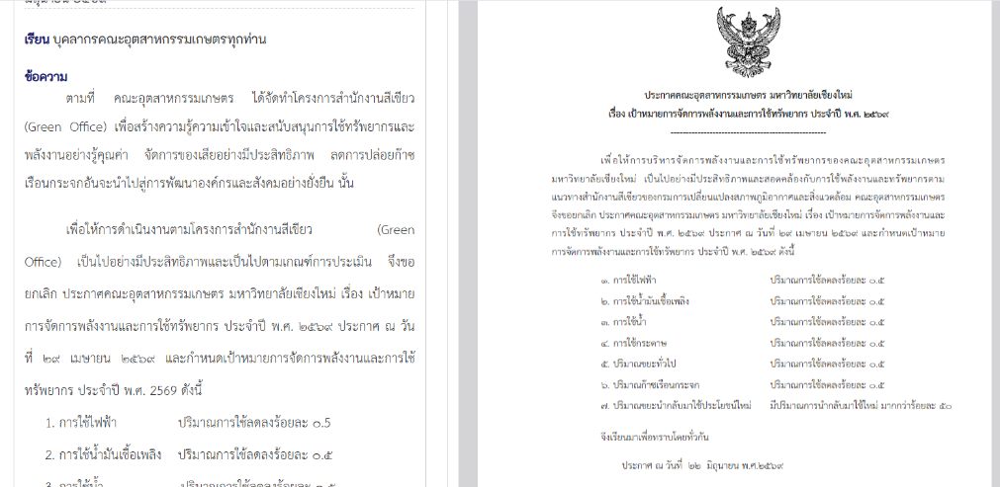 มิถุนายน ๒๕๖๙
เรียน บุคลากรคณะอุตสาหกรรมเกษตรทุกท่าน
ข้อความ
ตามที่ คณะอุตสาหกรรมเกษตร ได้จัดทำโครงการสำนักงานสีเขียว
(Green Office) เพื่อสร้างความรู้ความเข้าใจและสนับสนุนการใช้ทรัพยากรและ
พลังงานอย่างรู้คุณค่า จัดการของเสียอย่างมีประสิทธิภาพ ลดการปล่อยก๊าซ
เรือนกระจกอันจะนำไปสู่การพัฒนาองค์กรและสังคมอย่างยั่งยืน นั้น
เพื่อให้การดำเนินงานตามโครงการสำนักงานสีเขียว (Green
Office) เป็นไปอย่างมีประสิทธิภาพและเป็นไปตามเกณฑ์การประเมิน จึงขอ
ยกเลิก ประกาศคณะอุตสาหกรรมเกษตร มหาวิทยาลัยเชียงใหม่ เรื่อง เป้าหมาย
การจัดการพลังงานและการใช้ทรัพยากร ประจำปี พ.ศ. ๒๕๖๙ ประกาศ ณ วัน
ที่ ๒๙ เมษายน ๒๕๖๙ และกำหนดเป้าหมายการจัดการพลังงานและการใช้
ทรัพยากร ประจำปี พ.ศ. 2569 ดังนี้
1. การใช้ไฟฟ้า ปริมาณการใช้ลดลงร้อยละ ๐.5
2. การใช้น้ำมันเชื้อเพลิง ปริมาณการใช้ลดลงร้อยละ ๐.๕
3. การใช้น้ำ ปริมาณการใช้ลดลงร้อยละ ๐.๕
ประกาศคณะอุตสาหกรรมเกษตร มหาวิทยาลัยเชียงใหม่
เรื่อง เป้าหมายการจัดการพลังงานและการใช้ทรัพยากร ประจำปี พ.ศ. ๒๕๖๙
เพื่อให้การบริหารจัดการพลังงานและการใช้ทรัพยากรของคณะอุตสาหกรรมเกษตร
มหาวิทยาลัยเชียงใหม่ เป็นไปอย่างมีประสิทธิภาพและสอดคล้องกับการใช้พลังงานและทรัพยากรตาม
แนวทางสำนักงานสีเขียวของกรมการเปลี่ยนแปลงสภาพภูมิอากาศและสิ่งแวดล้อม คณะอุตสาหกรรมเกษตร
จึงขอยกเลิก ประกาศคณะอุตสาหกรรมเกษตร มหาวิทยาลัยเชียงใหม่ เรื่อง เป้าหมายการจัดการพลังงานและ
การใช้ทรัพยากร ประจำปี พ.ศ. ๒๕๖๙ ประกาศ ณ วันที่ ๒๙ เมษายน ๒๕๖๙ และกำหนดเป้าหมาย
การจัดการพลังงานและการใช้ทรัพยากร ประจำปี พ.ศ. ๒๕๖๙ ดังนี้
๑. การใช้ไฟฟ้า ปริมาณการใช้ลดลงร้อยละ ๐.๕
๒. การใช้น้ำมันเชื้อเพลิง ปริมาณการใช้ลดลงร้อยละ ๐.๕
๓. การใช้น้ำ ปริมาณการใช้ลดลงร้อยละ ๐.๕
๔. การใช้กระดาษ ปริมาณการใช้ลดลงร้อยละ ๐.๕
๕. ปริมาณขยะทั่วไป ปริมาณการใช้ลดลงร้อยละ ๐.๕
๖. ปริมาณก๊าซเรือนกระจก ปริมาณการใช้ลดลงร้อยละ ๐.๕
๗. ปริมาณขยะนำกลับมาใช้ประโยชน์ใหม่ มีปริมาณการนำกลับมาใช้ใหม่ มากกว่าร้อยละ ๕๐
จึงเรียนมาเพื่อทราบโดยทั่วกัน
ประกาศ ณ วันที่ ๒๒ มิถุนายน พ.ศ.๒๕๖๙